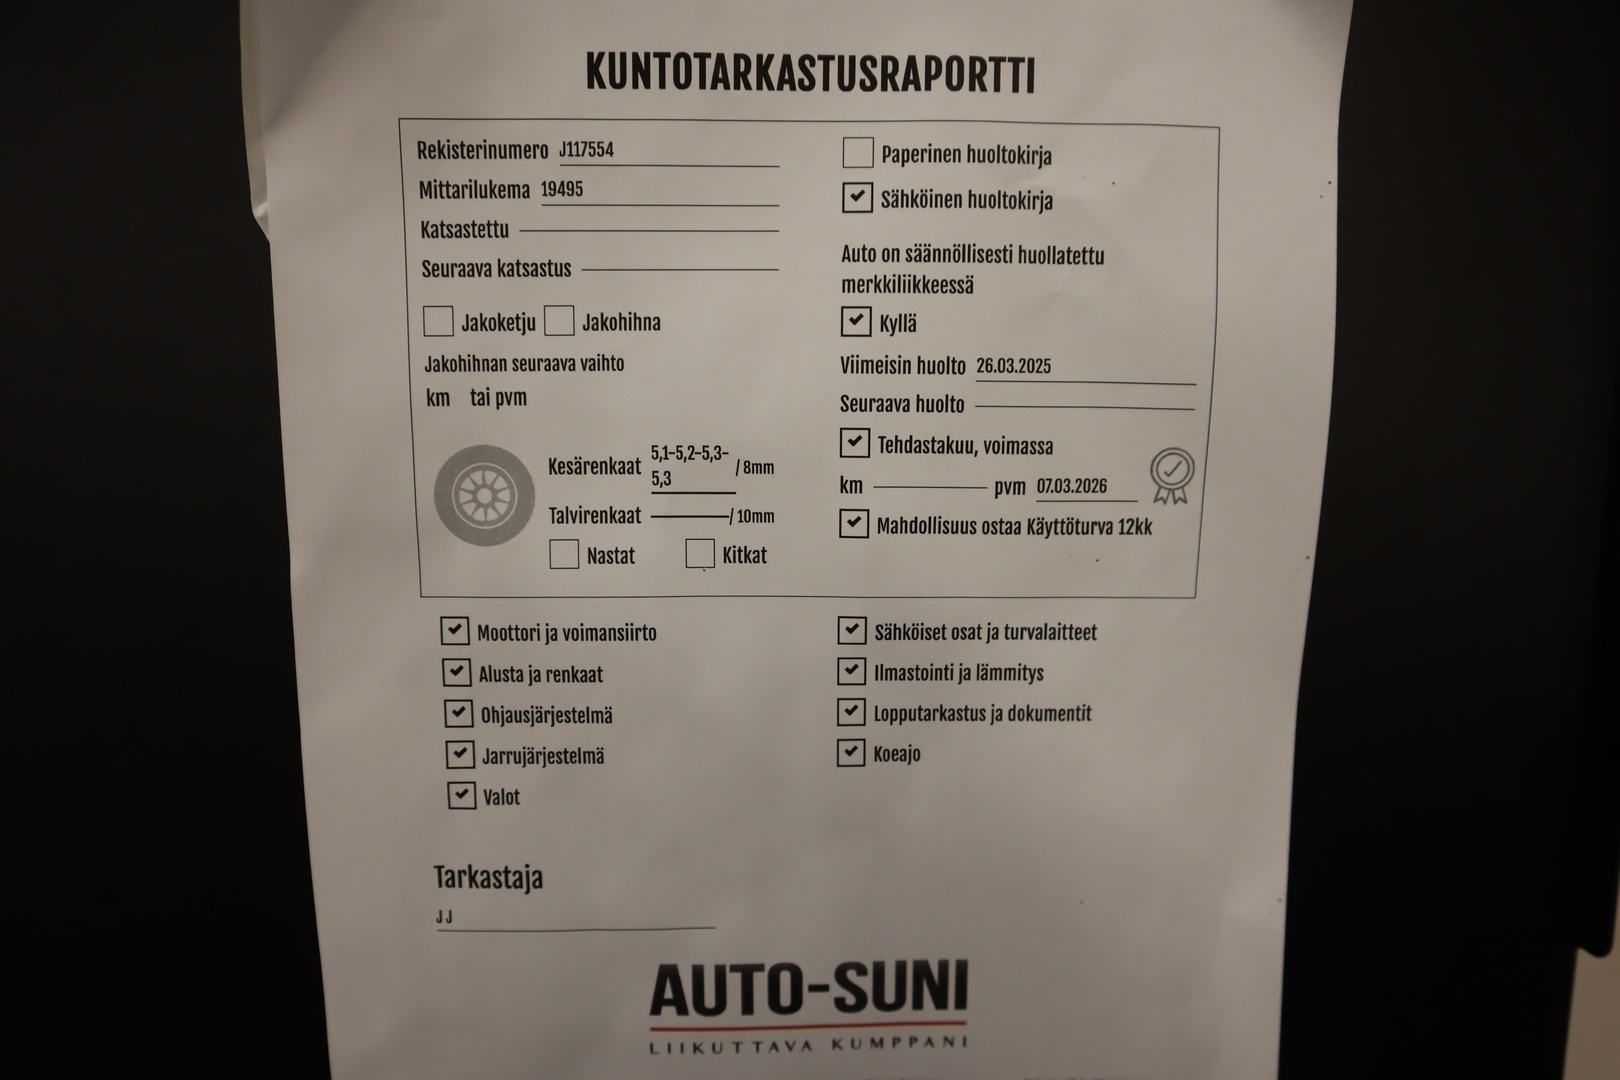 KUNTOTARKASTUSRAPORTTI
Rekisterinumero J117554
Mittarilukema 19495
Katsastettu
Seuraava katsastus
Jakoketju Jakohihna
Jakohihnan seuraava vaihto
km tai pvm
Kesärenkaat 5,1-5,2-5,3-
5,3 / 8mm
Talvirenkaat / 10mm
Nastat Kitkat
Paperinen huoltokirja
Sähköinen huoltokirja
Auto on säännöllisesti huollatettu
merkkiliikkeessä
Kyllä
Viimeisin huolto 26.03.2025
Seuraava huolto
Tehdastakuu, voimassa
km pvm 07.03.2026
Mahdollisuus ostaa Käyttöturva 12kk
Moottori ja voimansiirto
Alusta ja renkaat
Ohjausjärjestelmä
Jarrujärjestelmä
Valot
Sähköiset osat ja turvalaitteet
Ilmastointi ja lämmitys
Lopputarkastus ja dokumentit
Koeajo
Tarkastaja
JJ
AUTO-SUNI
LIIKUTTAVA KUMPPANI